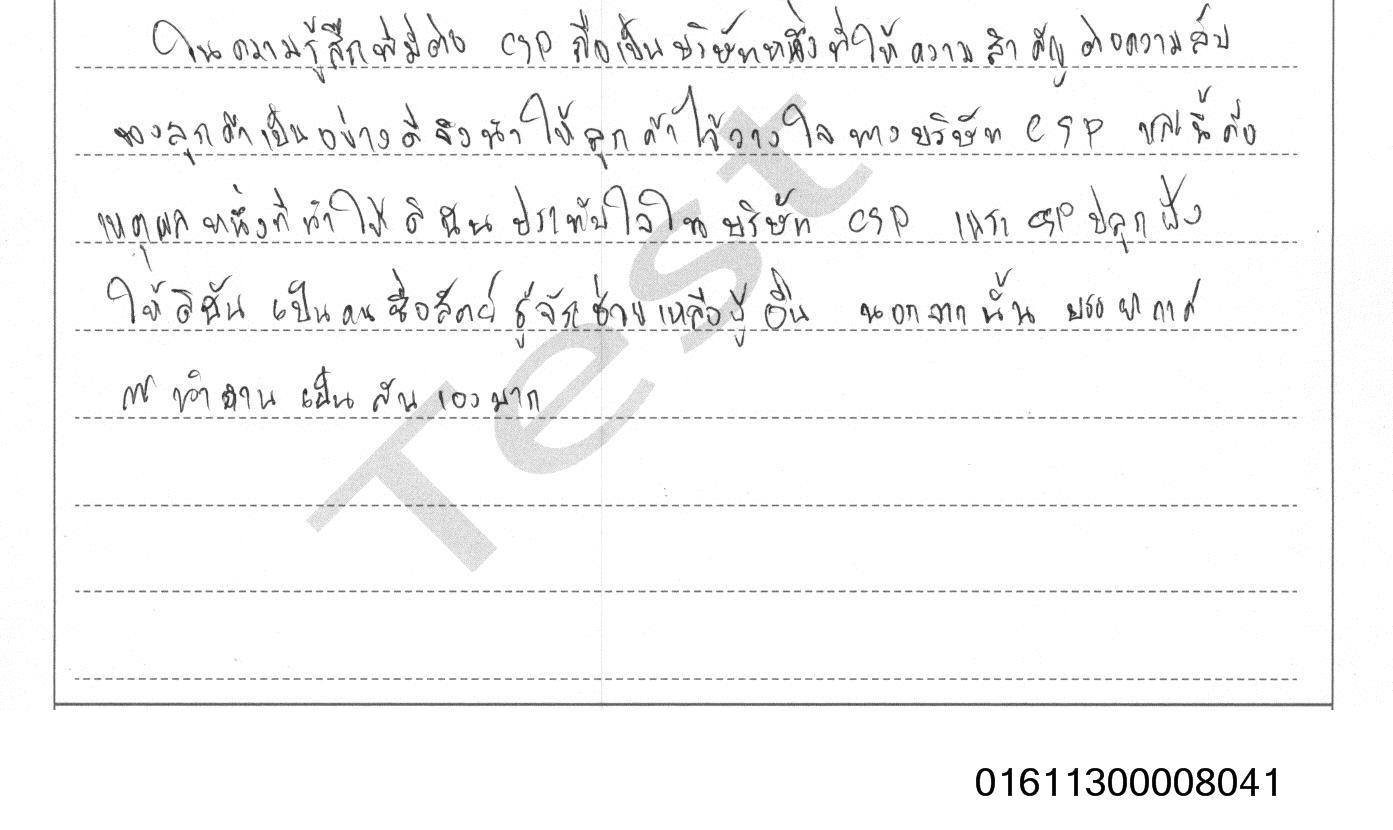 ในความรู้สึกที่มีต่อ CSP ถือเป็นบริษัทหนึ่งที่ให้ความสำคัญต่อความลับ
ของลูกค้าเป็นอย่างดี จึงทำให้ลูกค้าไว้วางใจทางบริษัท CSP นี้คือ
เหตุผลหนึ่งที่ทำให้ดิฉันประทับใจในบริษัท CSP เพราะ CSP ปลูกฝัง
ให้ดิฉันเป็นคนซื่อสัตย์ รู้จักช่วยเหลือผู้อื่น นอกจากนั้น บรรยากาศ
ทำงานเป็นกันเองมาก
Test
01611300008041